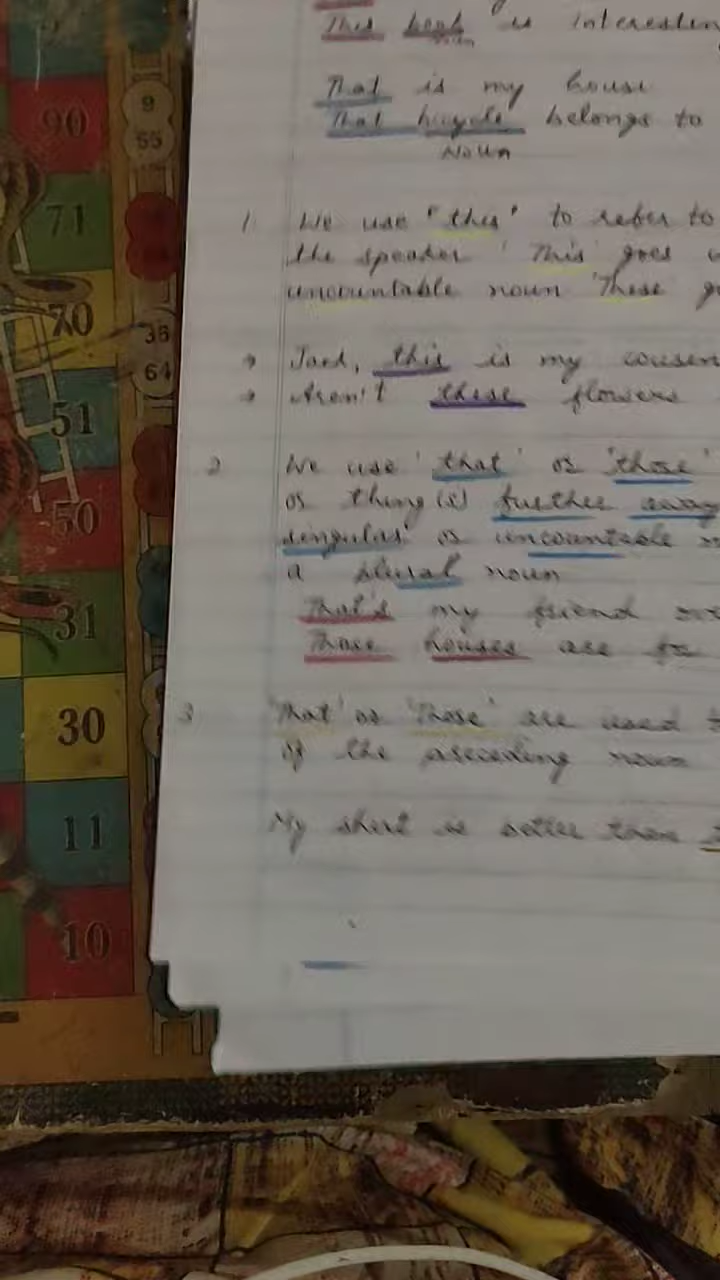 90
9
55
71
70
36
64
51
50
31
30
11
10
This book is interestin
Noun
That is my house
That bicycle belongs to
Noun
1 We use "this" to refer to
the speaker 'This' goes
uncountable noun 'These' g
→ Jack, this is my cousin
→ Aren't these flowers
2 We use 'that' or 'those'
or thing(s) further away
singular or uncountable
a plural noun
That's my friend
Those houses are
3 'That' or 'Those' are used
of the preceding noun
My shirt is better than